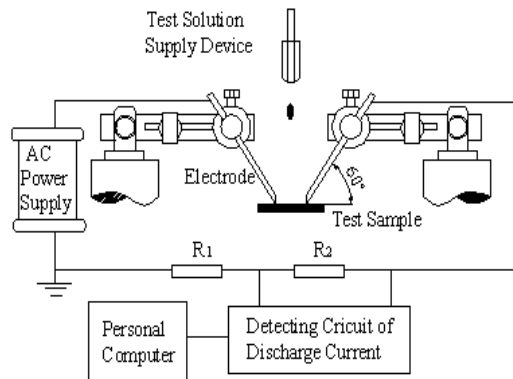 Test Solution
Supply Device
AC
Power
Supply
Electrode
60°
Test Sample
R1
R2
Personal
Computer
Detecting Cricuit of
Discharge Current